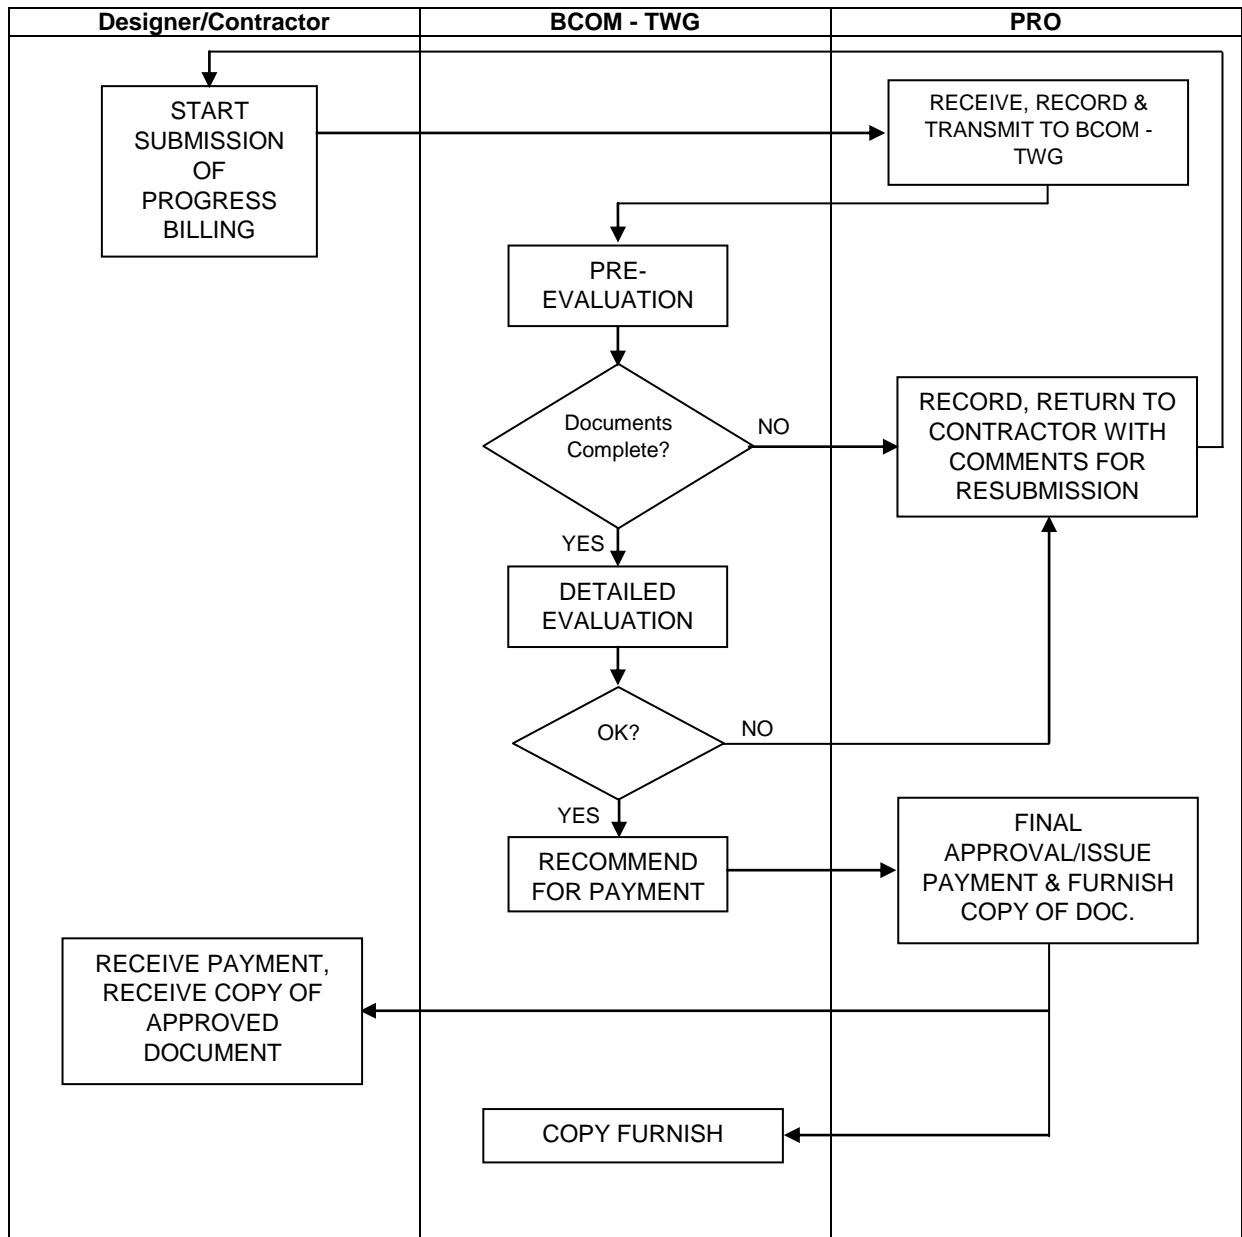 Designer/Contractor
BCOM - TWG
PRO
START
SUBMISSION
OF
PROGRESS
BILLING
RECEIVE, RECORD &
TRANSMIT TO BCOM -
TWG
PRE-
EVALUATION
Documents
Complete?
NO
RECORD, RETURN TO
CONTRACTOR WITH
COMMENTS FOR
RESUBMISSION
YES
DETAILED
EVALUATION
OK?
NO
YES
RECOMMEND
FOR PAYMENT
FINAL
APPROVAL/ISSUE
PAYMENT & FURNISH
COPY OF DOC.
RECEIVE PAYMENT,
RECEIVE COPY OF
APPROVED
DOCUMENT
COPY FURNISH